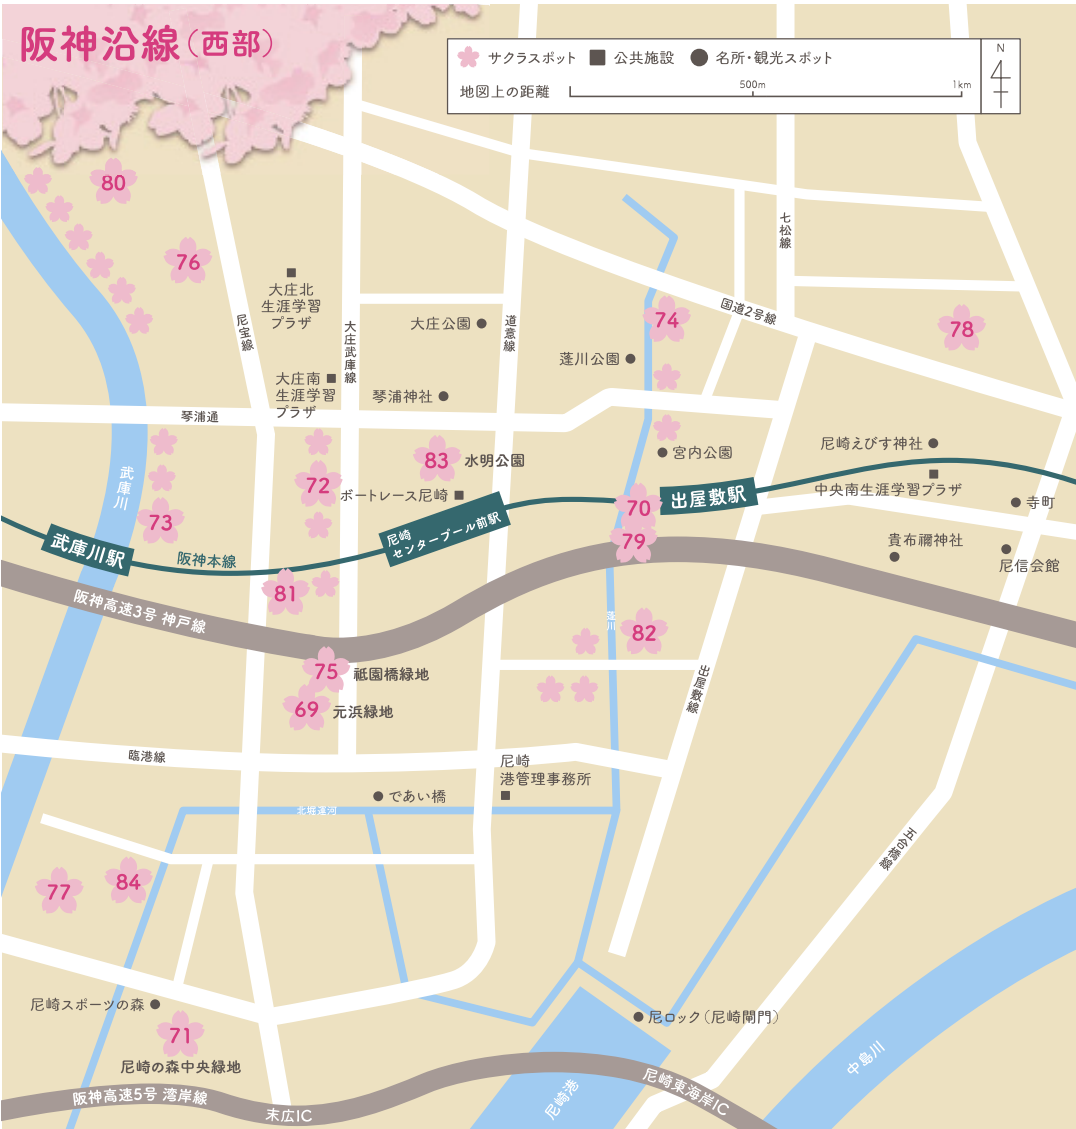 阪神沿線（西部）
サクラスポット
公共施設
名所・観光スポット
地図上の距離
500m
1km
N
80
76
大庄北
生涯学習
プラザ
尼宝線
大庄武庫線
大庄公園
道意線
七松線
国道2号線
74
78
蓬川公園
大庄南
生涯学習
プラザ
琴浦神社
琴浦通
武庫川
83
水明公園
72
ボートレース尼崎
73
宮内公園
尼崎えびす神社
中央南生涯学習プラザ
寺町
70
出屋敷駅
79
尼崎
センタープール前駅
武庫川駅
阪神本線
貴布禰神社
尼信会館
81
阪神高速3号 神戸線
蓬川
82
75
祇園橋緑地
69
元浜緑地
出屋敷線
臨港線
尼崎
港管理事務所
であい橋
北堀運河
五合橋線
77
84
尼崎スポーツの森
71
尼崎の森中央緑地
尼ロック（尼崎閘門）
中島川
尼崎港
阪神高速5号 湾岸線
末広IC
尼崎東海岸IC